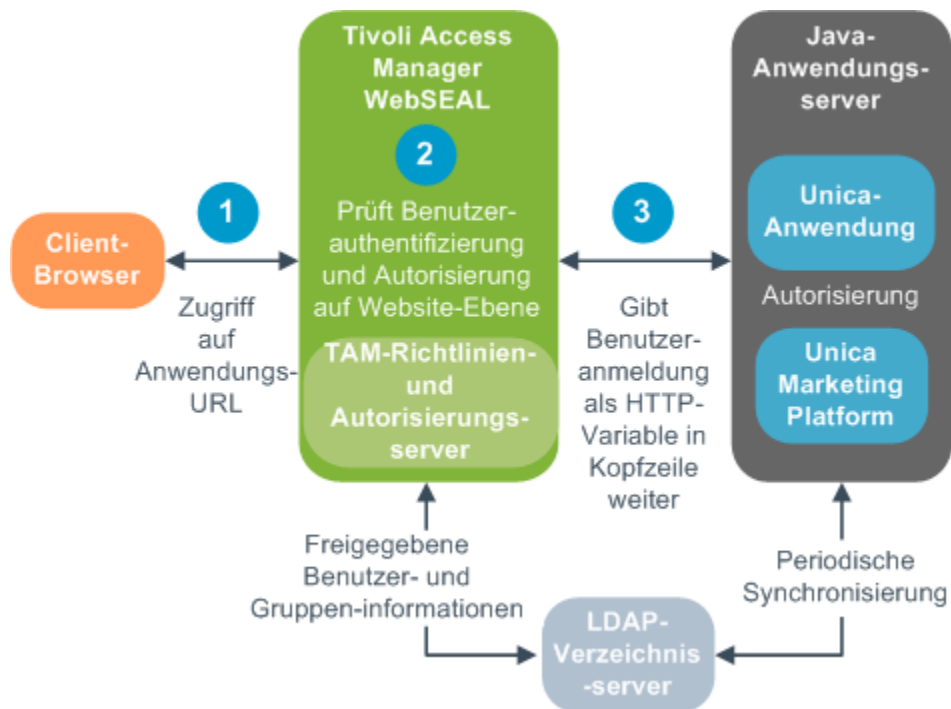 Tivoli Access
Manager
WebSEAL
2
Prüft Benutzer-
authentifizierung
und Autorisierung
auf Website-Ebene
TAM-Richtlinien-
und
Autorisierungs-
server
Java-
Anwendungs-
server
Unica-
Anwendung
Autorisierung
Unica
Marketing
Platform
Client-
Browser
1
Zugriff
auf
Anwendungs-
URL
3
Gibt
Benutzer-
anmeldung
als HTTP-
Variable in
Kopfzeile
weiter
Freigegebene
Benutzer- und
Gruppen-informationen
LDAP-
Verzeichnis
-server
Periodische
Synchronisierung